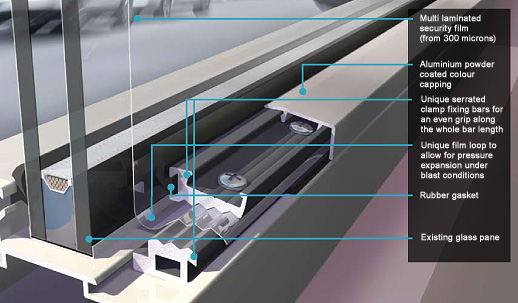 Multi laminated
security film
(from 300 microns)
Aluminium powder
coated colour
capping
Unique serrated
clamp fixing bars for
an even grip along
the whole bar length
Unique film loop to
allow for pressure
expansion under
blast conditions
Rubber gasket
Existing glass pane